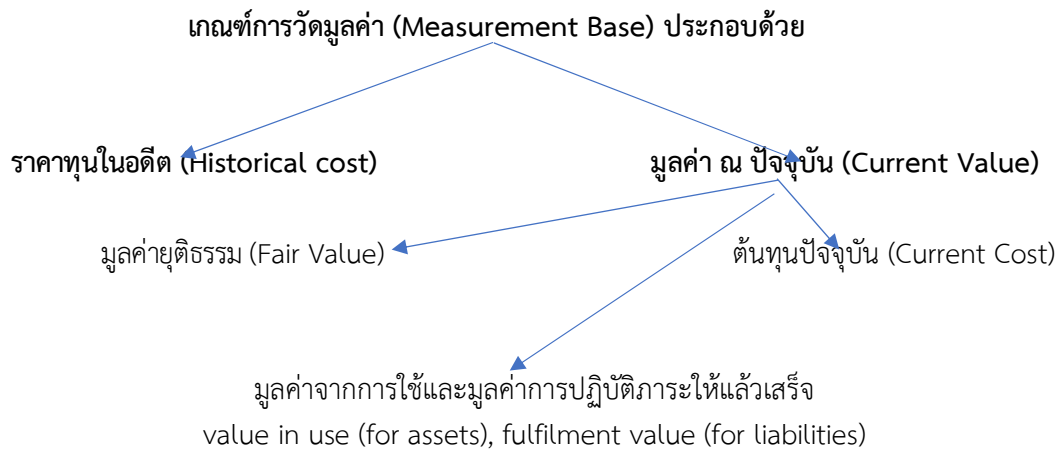 เกณฑ์การวัดมูลค่า (Measurement Base) ประกอบด้วย
ราคาทุนในอดีต (Historical cost)
มูลค่า ณ ปัจจุบัน (Current Value)
มูลค่ายุติธรรม (Fair Value)
ต้นทุนปัจจุบัน (Current Cost)
มูลค่าจากการใช้และมูลค่าการปฏิบัติภาระให้แล้วเสร็จ
value in use (for assets), fulfilment value (for liabilities)